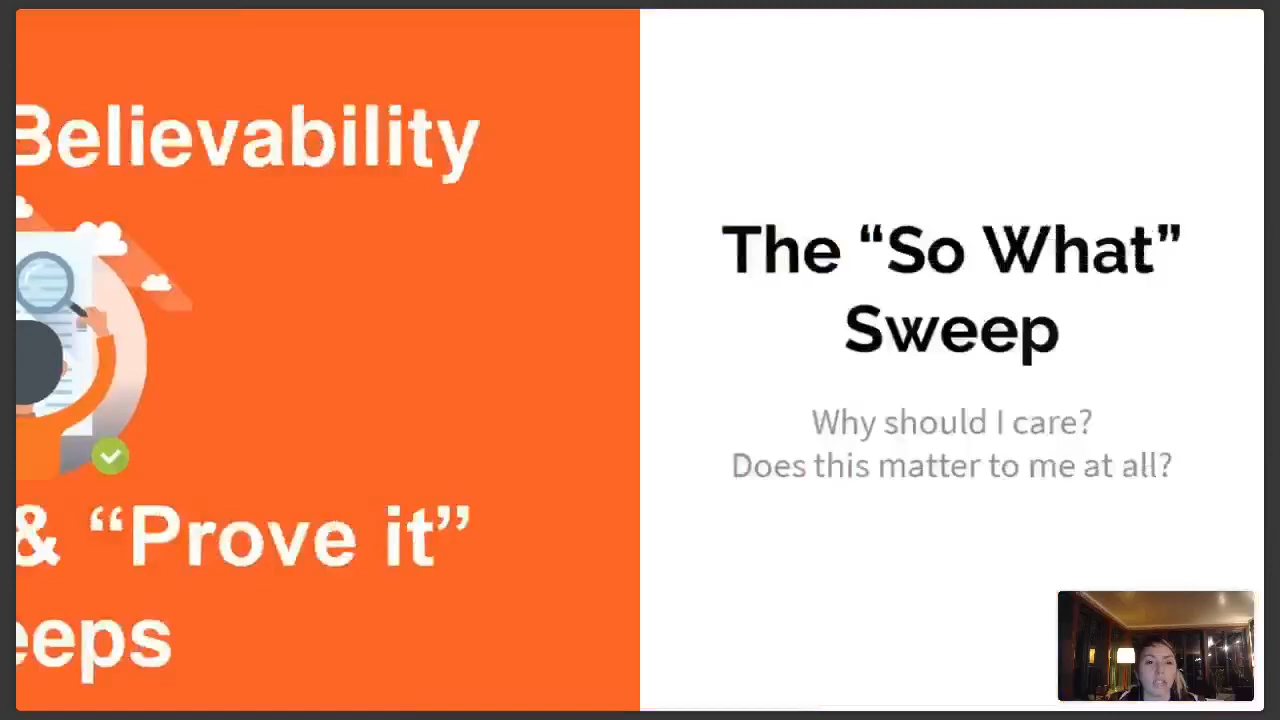 Believability
& “Prove it”
eeps
The “So What”
Sweep
Why should I care?
Does this matter to me at all?